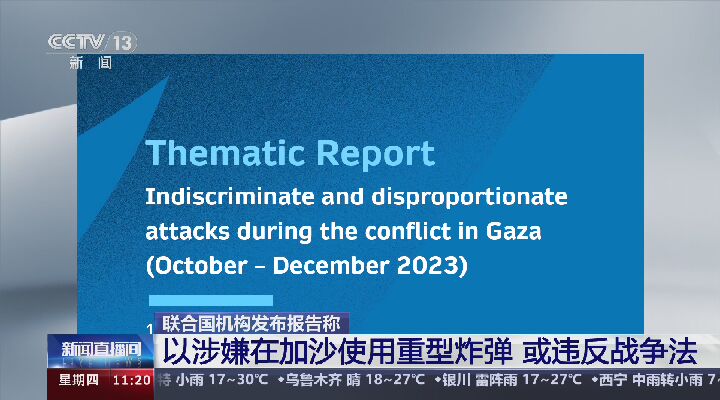 CCTV 13
新闻
Thematic Report
Indiscriminate and disproportionate
attacks during the conflict in Gaza
(October – December 2023)
1
联合国机构发布报告称
新闻直播间
以涉嫌在加沙使用重型炸弹 或违反战争法
星期四 11:20 特 小雨 17~30℃ ◆乌鲁木齐 晴 18~27℃ ◆银川 雷阵雨 17~27℃ ◆西宁 中雨转小雨 7~